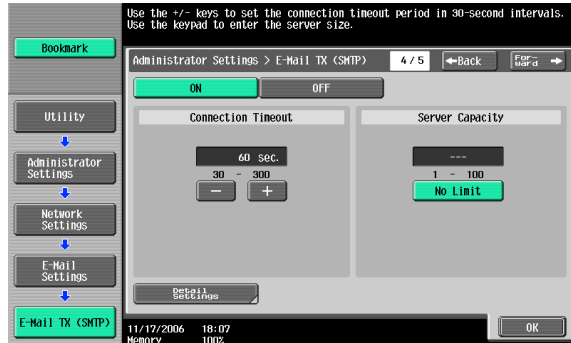 Use the +/- keys to set the connection timeout period in 30-second intervals.
Use the keypad to enter the server size.
Bookmark
Administrator Settings > E-Mail TX (SMTP)
4/5
←Back
For-
ward →
ON
OFF
Utility
Administrator
Settings
Network
Settings
E-Mail
Settings
E-Mail TX (SMTP)
Connection Timeout
60 sec.
30 - 300
− +
Server Capacity
---
1 - 100
No Limit
Detail
Settings
11/17/2006 18:07
Memory 100%
OK